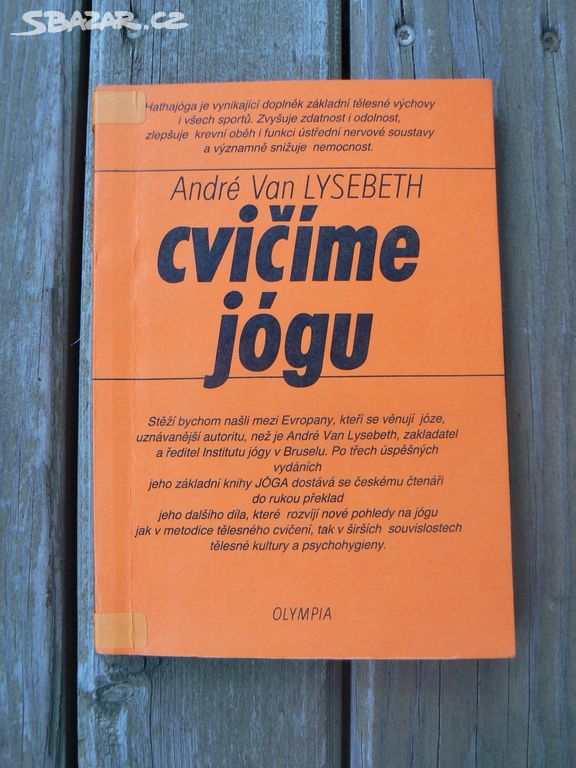 SBAZAR.CZ
Hathajóga je vynikající doplněk základní tělesné výchovy
i všech sportů. Zvyšuje zdatnost i odolnost,
zlepšuje krevní oběh i funkci ústřední nervové soustavy
a významně snižuje nemocnost.
André Van LYSEBETH
cvičíme
jógu
Stěží bychom našli mezi Evropany, kteří se věnují józe,
uznávanější autoritu, než je André Van Lysebeth, zakladatel
a ředitel Institutu jógy v Bruselu. Po třech úspěšných
vydáních
jeho základní knihy JÓGA dostává se českému čtenáři
do rukou překlad
jeho dalšího díla, které rozvíjí nové pohledy na jógu
jak v metodice tělesného cvičení, tak v širších souvislostech
tělesné kultury a psychohygieny.
OLYMPIA